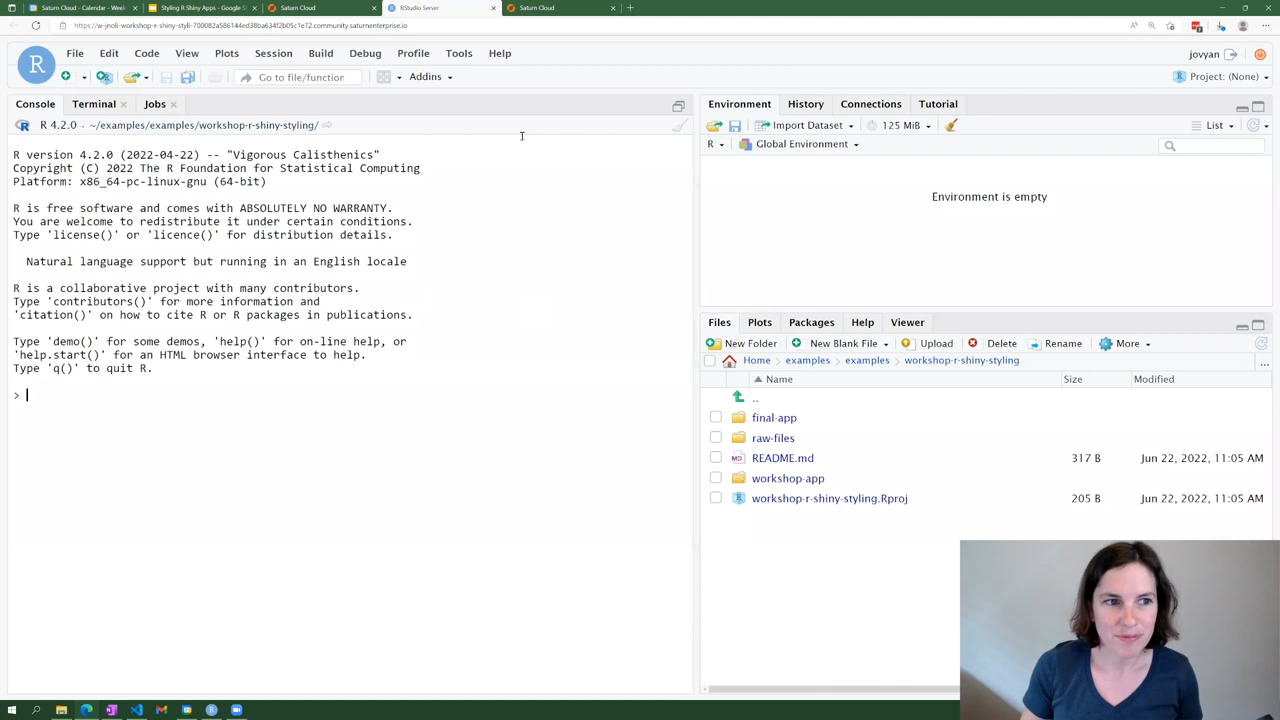 Saturn Cloud - Calendar - Week
Styling R Shiny Apps - Google S
Saturn Cloud
RStudio Server
Saturn Cloud
https://w-jnoli-workshop-r-shiny-styli-700082a586144ed38ba634f2b05c1e72.community.saturnenterprise.io
R
File Edit Code View Plots Session Build Debug Profile Tools Help
jovyan
Go to file/function
Addins
Project: (None)
Console Terminal Jobs
R 4.2.0 · ~/examples/examples/workshop-r-shiny-styling/
R version 4.2.0 (2022-04-22) -- "Vigorous Calisthenics"
Copyright (C) 2022 The R Foundation for Statistical Computing
Platform: x86_64-pc-linux-gnu (64-bit)
R is free software and comes with ABSOLUTELY NO WARRANTY.
You are welcome to redistribute it under certain conditions.
Type 'license()' or 'licence()' for distribution details.
Natural language support but running in an English locale
R is a collaborative project with many contributors.
Type 'contributors()' for more information and
'citation()' on how to cite R or R packages in publications.
Type 'demo()' for some demos, 'help()' for on-line help, or
'help.start()' for an HTML browser interface to help.
Type 'q()' to quit R.
>
Environment History Connections Tutorial
Import Dataset
125 MiB
List
R
Global Environment
Environment is empty
Files Plots Packages Help Viewer
New Folder New Blank File Upload Delete Rename More
Home examples examples workshop-r-shiny-styling
...
Name Size Modified
..
final-app
raw-files
README.md 317 B Jun 22, 2022, 11:05 AM
workshop-app
workshop-r-shiny-styling.Rproj 205 B Jun 22, 2022, 11:05 AM